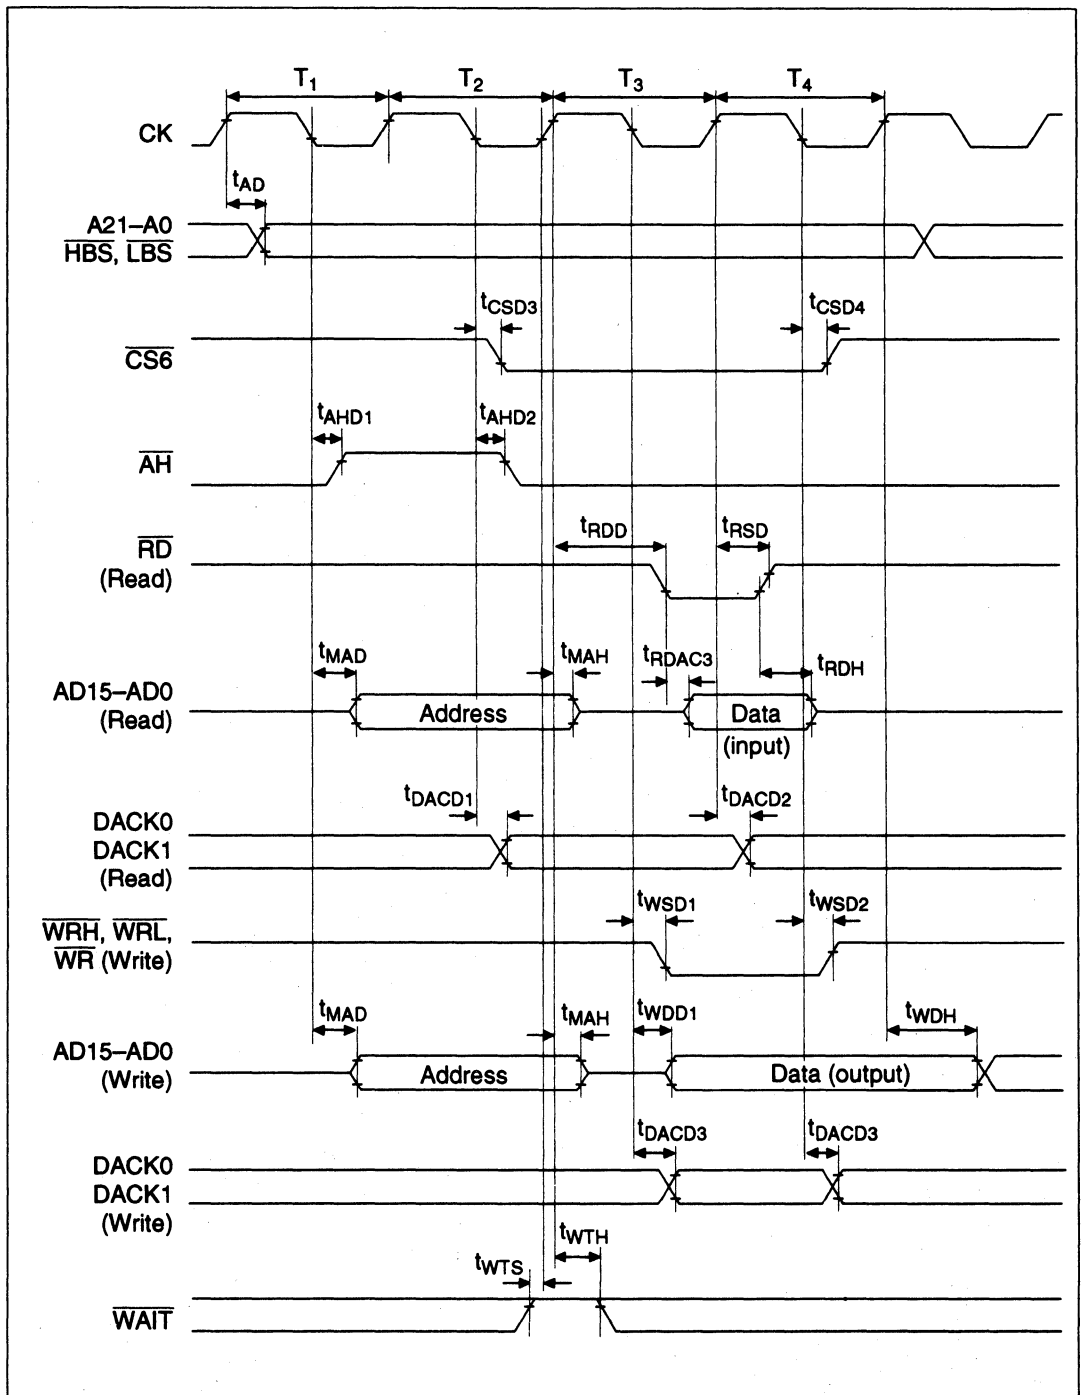 T1 T2 T3 T4
CK
tAD
A21–A0
HBS, LBS
tCSD3 tCSD4
CS6
tAHD1 tAHD2
AH
tRDD tRSD
RD
(Read)
tMAD tMAH tRDAC3 tRDH
AD15–AD0
(Read)
Address Data
(input)
tDACD1 tDACD2
DACK0
DACK1
(Read)
tWSD1 tWSD2
WRH, WRL,
WR (Write)
tMAD tMAH tWDD1 tWDH
AD15–AD0
(Write)
Address Data (output)
tDACD3 tDACD3
DACK0
DACK1
(Write)
tWTS tWTH
WAIT